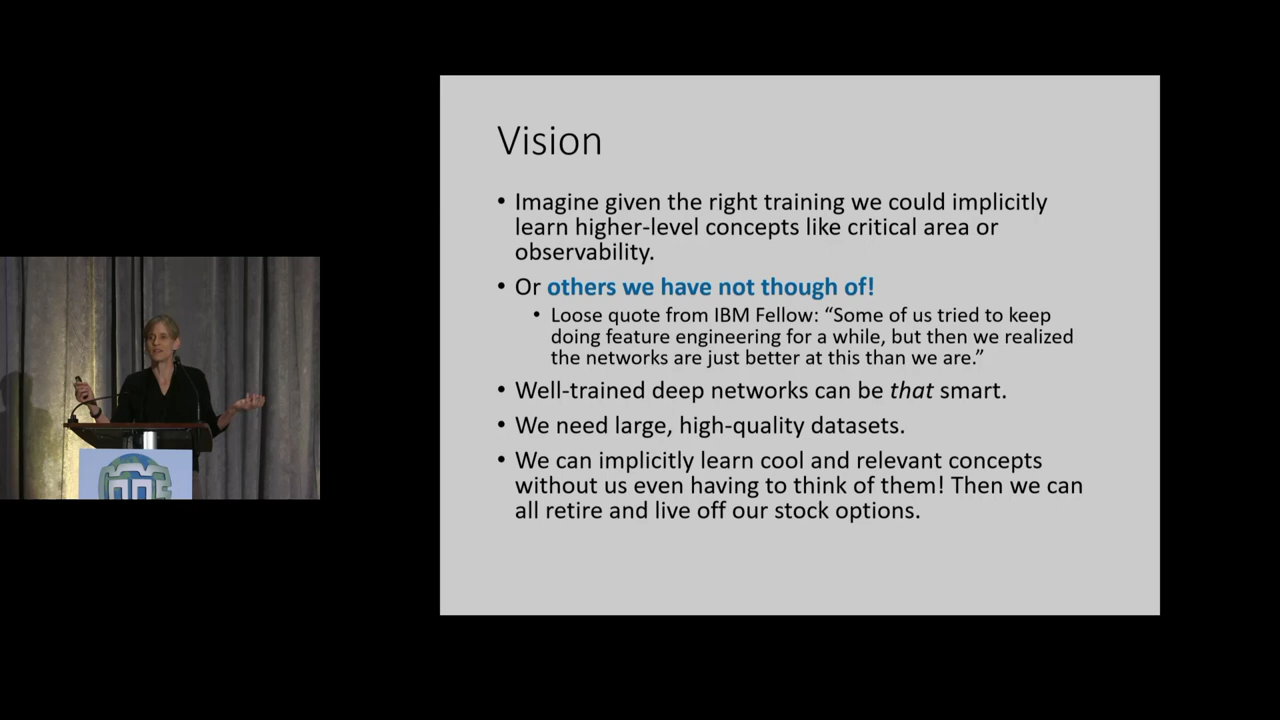 Vision
• Imagine given the right training we could implicitly
learn higher-level concepts like critical area or
observability.
• Or others we have not though of!
• Loose quote from IBM Fellow: “Some of us tried to keep
doing feature engineering for a while, but then we realized
the networks are just better at this than we are.”
• Well-trained deep networks can be that smart.
• We need large, high-quality datasets.
• We can implicitly learn cool and relevant concepts
without us even having to think of them! Then we can
all retire and live off our stock options.